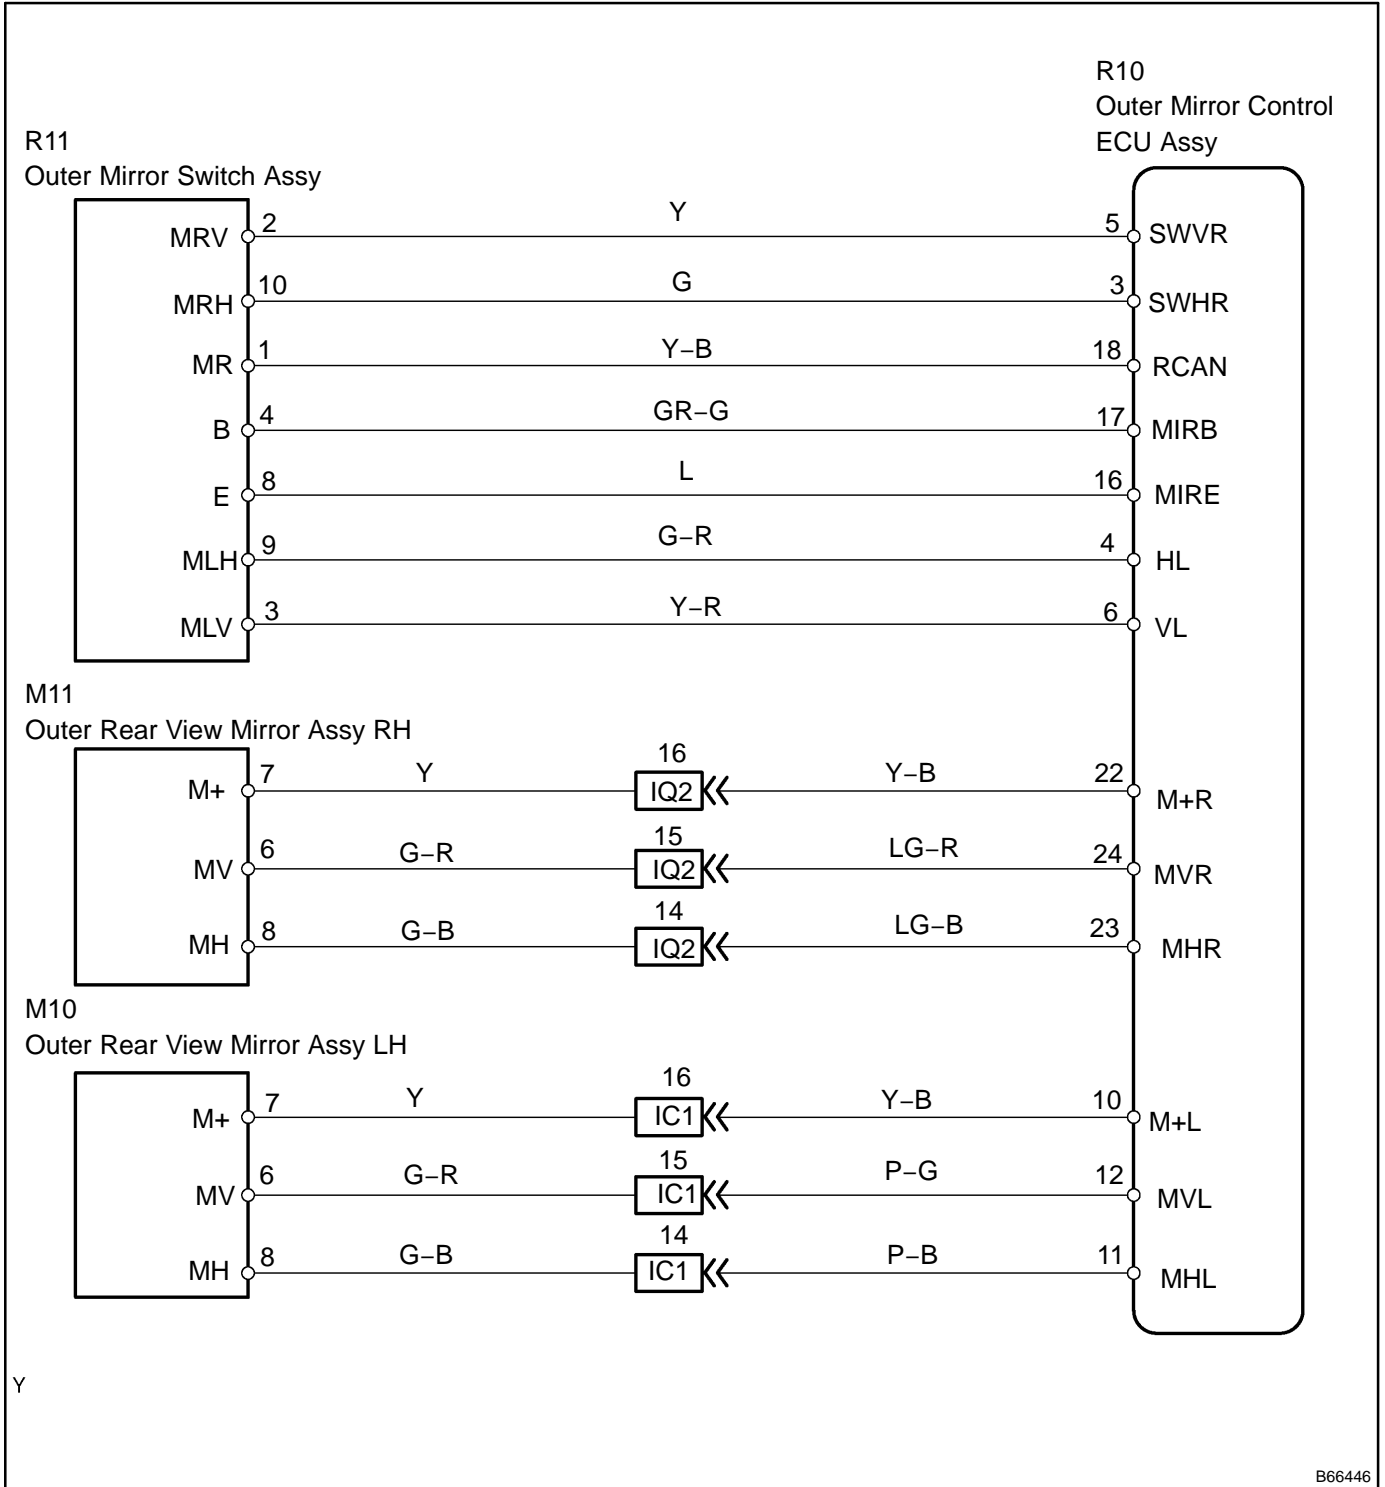 R10
Outer Mirror Control
ECU Assy
R11
Outer Mirror Switch Assy
MRV 2 Y 5 SWVR
MRH 10 G 3 SWHR
MR 1 Y–B 18 RCAN
B 4 GR–G 17 MIRB
E 8 L 16 MIRE
MLH 9 G–R 4 HL
MLV 3 Y–R 6 VL
M11
Outer Rear View Mirror Assy RH
M+ 7 Y 16 IQ2 Y–B 22 M+R
MV 6 G–R 15 IQ2 LG–R 24 MVR
MH 8 G–B 14 IQ2 LG–B 23 MHR
M10
Outer Rear View Mirror Assy LH
M+ 7 Y 16 IC1 Y–B 10 M+L
MV 6 G–R 15 IC1 P–G 12 MVL
MH 8 G–B 14 IC1 P–B 11 MHL
Y
B66446